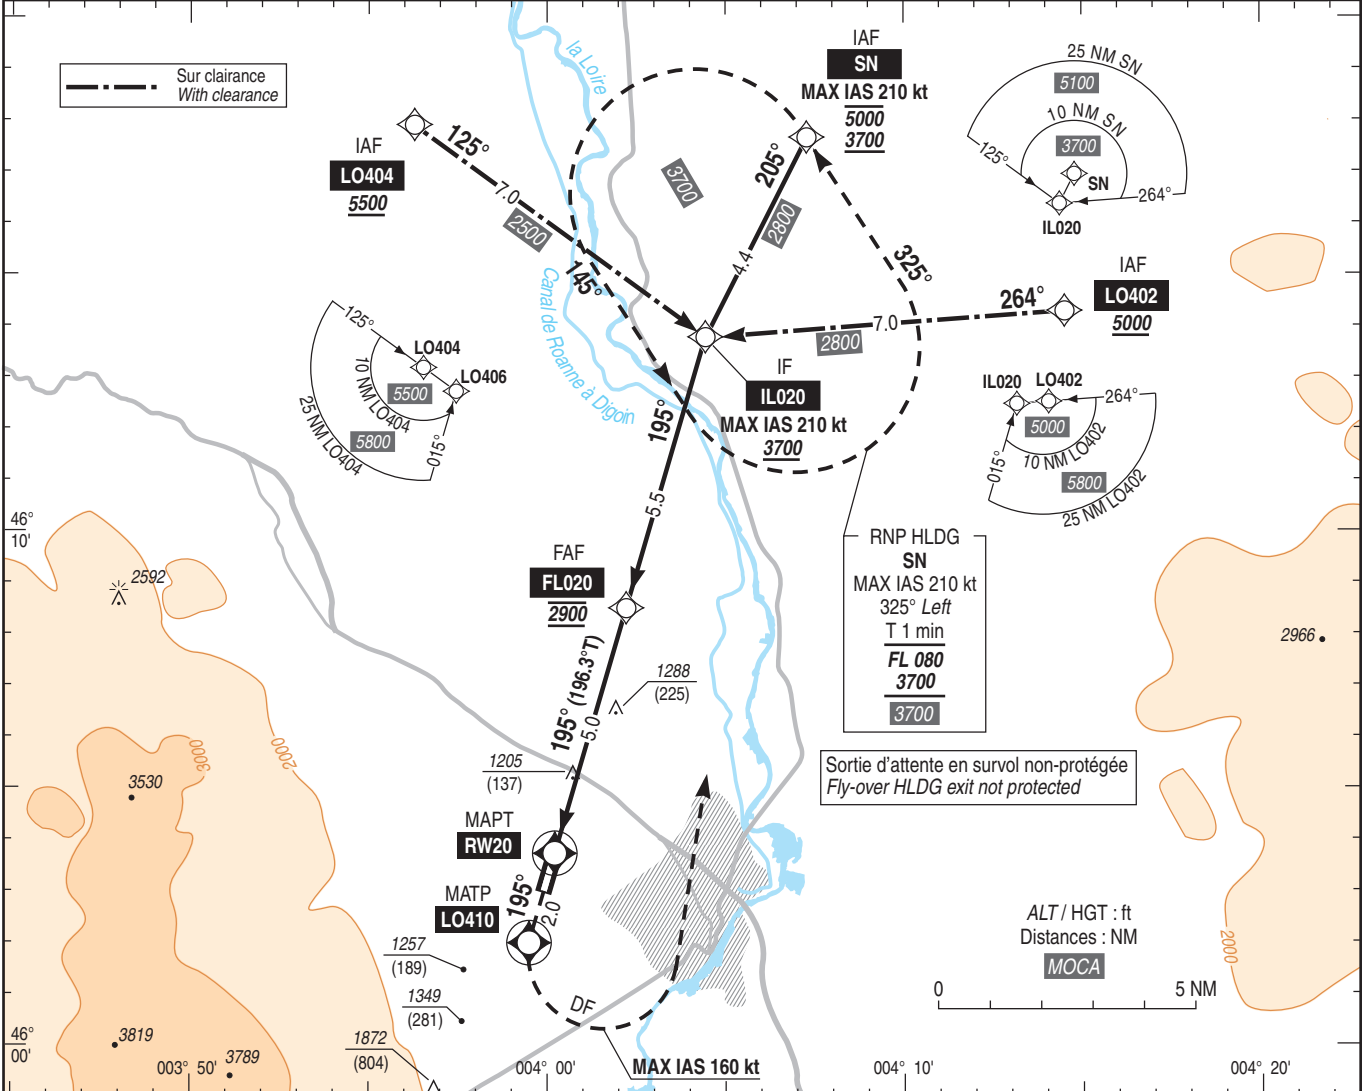 Sur clairance
With clearance
la Loire
IAF
SN
MAX IAS 210 kt
5000
3700
IAF
LO404
5500
125°
7.0
2500
3700
205°
2800
4.4
145°
325°
Canal de Roanne à Digoin
25 NM SN
5100
10 NM SN
3700
125°
SN
264°
IL020
IAF
LO402
5000
264°
7.0
2800
IF
IL020
MAX IAS 210 kt
3700
125°
LO404
LO406
10 NM LO404
5500
25 NM LO404
5800
015°
IL020
LO402
264°
5000
10 NM LO402
015°
5800
25 NM LO402
195°
5.5
46°
10'
2592
FAF
FL020
2900
RNP HLDG
SN
MAX IAS 210 kt
325° Left
T 1 min
FL 080
3700
3700
2966
195° (196.3°T)
5.0
1288
(225)
3000
2000
3530
1205
(137)
Sortie d'attente en survol non-protégée
Fly-over HLDG exit not protected
MAPT
RW20
MATP
LO410
195°
2.0
1257
(189)
1349
(281)
DF
ALT / HGT : ft
Distances : NM
MOCA
2000
0
5 NM
46°
00'
3819
3789
1872
(804)
003° 50'
004° 00'
MAX IAS 160 kt
004° 10'
004° 20'